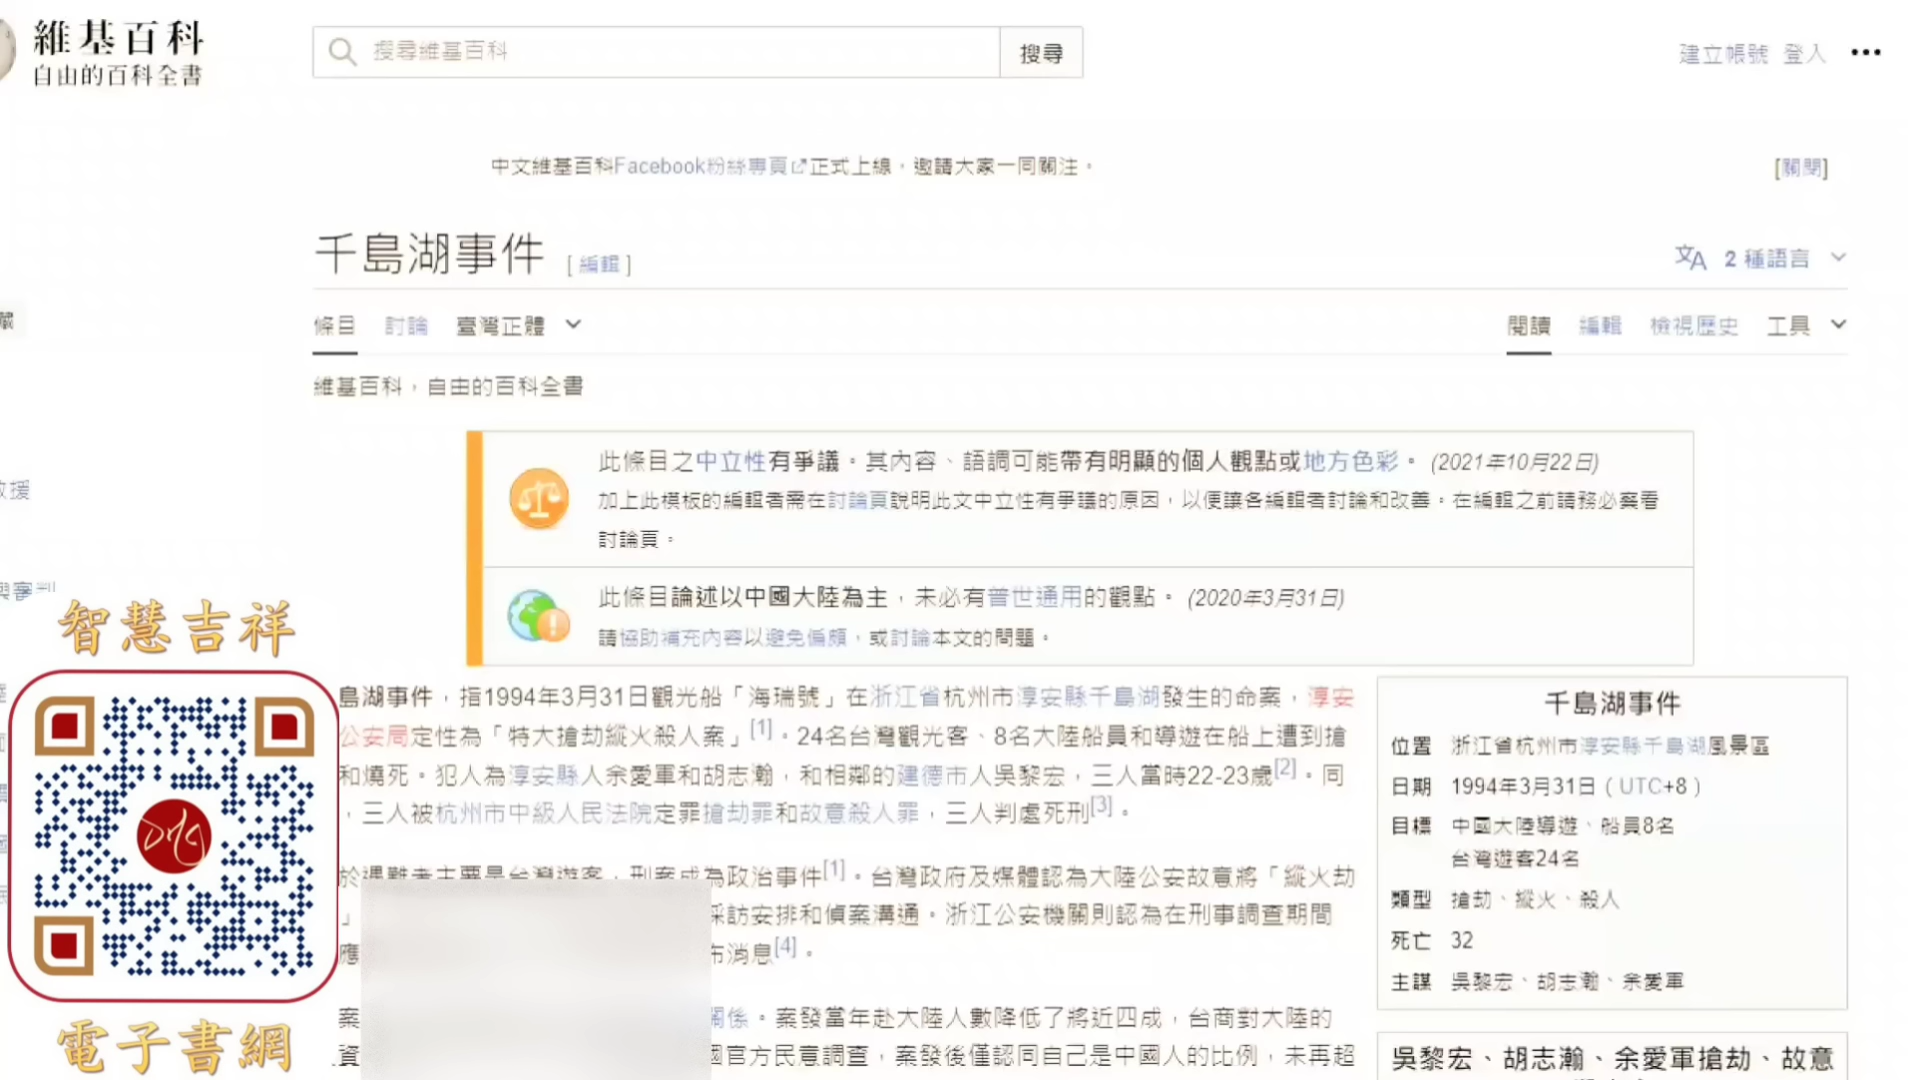 維基百科
自由的百科全書
搜尋維基百科
搜尋
建立帳號 登入
中文維基百科Facebook粉絲專頁正式上線，邀請大家一同關注。
[關閉]
千島湖事件 [編輯]
文A 2 種語言
條目 討論 臺灣正體
閱讀 編輯 檢視歷史 工具
維基百科，自由的百科全書
此條目之中立性有爭議。其內容、語調可能帶有明顯的個人觀點或地方色彩。 (2021年10月22日)
加上此模板的編輯者需在討論頁說明此文中立性有爭議的原因，以便讓各編輯者討論和改善。在編輯之前請務必察看
討論頁。
此條目論述以中國大陸為主，未必有普世通用的觀點。 (2020年3月31日)
請協助補充內容以避免偏頗，或討論本文的問題。
島湖事件，指1994年3月31日觀光船「海瑞號」在浙江省杭州市淳安縣千島湖發生的命案，淳安
公安局定性為「特大搶劫縱火殺人案」[1]。24名台灣觀光客、8名大陸船員和導遊在船上遭到搶
和燒死。犯人為淳安縣人余愛軍和胡志瀚，和相鄰的建德市人吳黎宏，三人當時22-23歲[2]。同
，三人被杭州市中級人民法院定罪搶劫罪和故意殺人罪，三人判處死刑[3]。
於遇難者主要是台灣遊客，刑案成為政治事件[1]。台灣政府及媒體認為大陸公安故意將「縱火劫
」 採訪安排和偵案溝通。浙江公安機關則認為在刑事調查期間
應 布消息[4]。
案 關係。案發當年赴大陸人數降低了將近四成，台商對大陸的
資 國官方民意調查，案發後僅認同自己是中國人的比例，未再超
千島湖事件
位置 浙江省杭州市淳安縣千島湖風景區
日期 1994年3月31日（UTC+8）
目標 中國大陸導遊、船員8名
台灣遊客24名
類型 搶劫、縱火、殺人
死亡 32
主謀 吳黎宏、胡志瀚、余愛軍
吳黎宏、胡志瀚、余愛軍搶劫、故意
救援
與審判
智慧吉祥
電子書網